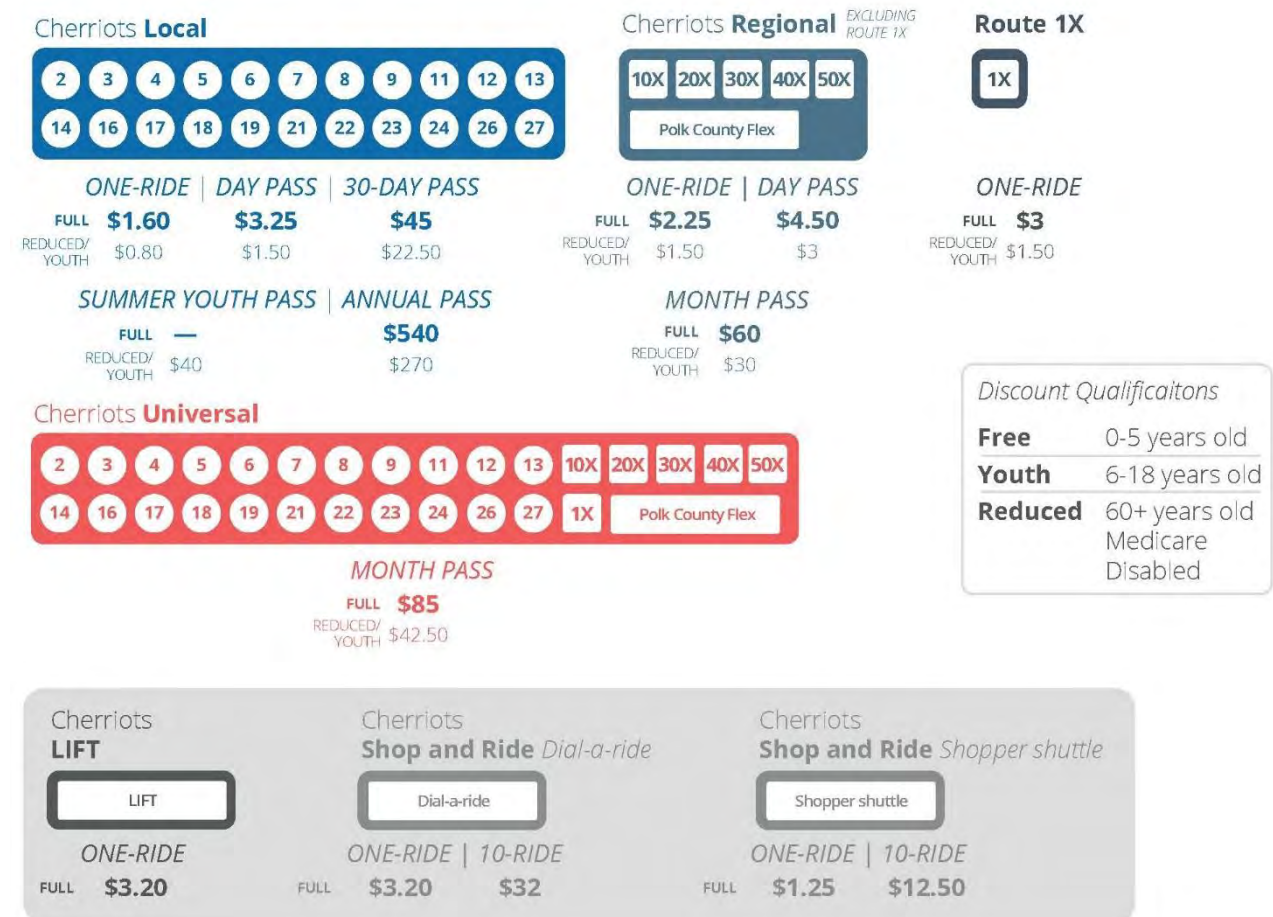 Cherriots Local
2 3 4 5 6 7 8 9 11 12 13
14 16 17 18 19 21 22 23 24 26 27
ONE-RIDE | DAY PASS | 30-DAY PASS
FULL $1.60 $3.25 $45
REDUCED/
YOUTH $0.80 $1.50 $22.50
SUMMER YOUTH PASS | ANNUAL PASS
FULL — $540
REDUCED/
YOUTH $40 $270
Cherriots Regional EXCLUDING
ROUTE 1X
10X 20X 30X 40X 50X
Polk County Flex
ONE-RIDE | DAY PASS
FULL $2.25 $4.50
REDUCED/
YOUTH $1.50 $3
MONTH PASS
FULL $60
REDUCED/
YOUTH $30
Route 1X
1X
ONE-RIDE
FULL $3
REDUCED/
YOUTH $1.50
Cherriots Universal
2 3 4 5 6 7 8 9 11 12 13 10X 20X 30X 40X 50X
14 16 17 18 19 21 22 23 24 26 27 1X Polk County Flex
MONTH PASS
FULL $85
REDUCED/
YOUTH $42.50
Discount Qualificaitons
Free 0-5 years old
Youth 6-18 years old
Reduced 60+ years old
Medicare
Disabled
Cherriots
LIFT
LIFT
ONE-RIDE
FULL $3.20
Cherriots
Shop and Ride Dial-a-ride
Dial-a-ride
ONE-RIDE | 10-RIDE
FULL $3.20 $32
Cherriots
Shop and Ride Shopper shuttle
Shopper shuttle
ONE-RIDE | 10-RIDE
FULL $1.25 $12.50